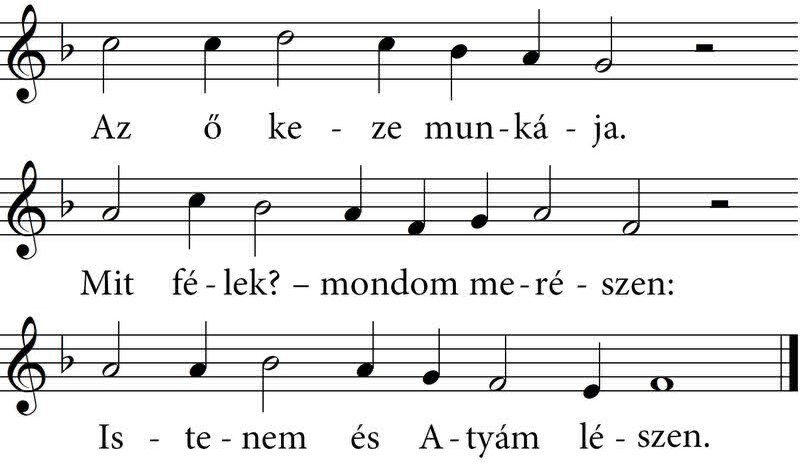 Az ő ke - ze mun - ká - ja.
Mit fé - lek? – mondom me - ré - szen:
Is - te - nem és A - tyám lé - szen.